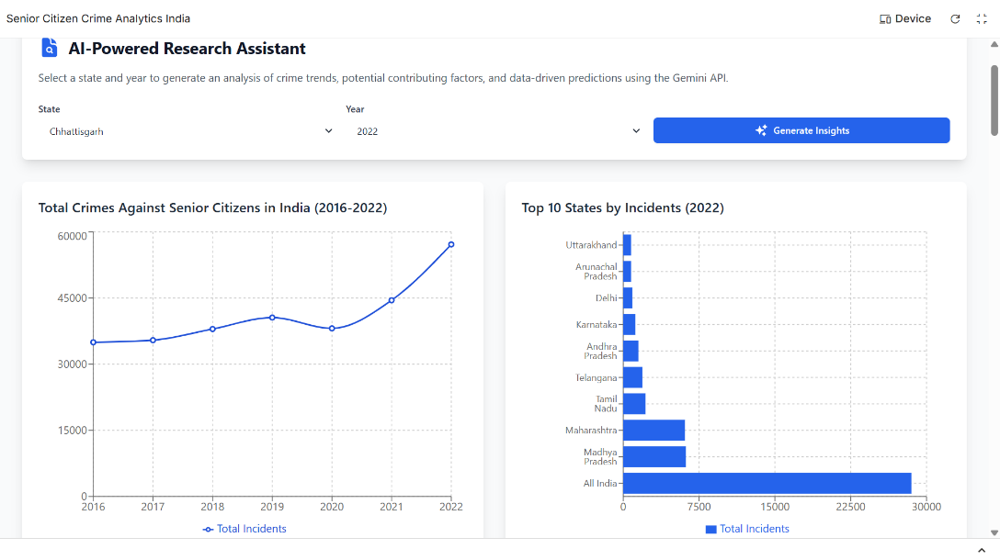 Senior Citizen Crime Analytics India
Device
AI-Powered Research Assistant
Select a state and year to generate an analysis of crime trends, potential contributing factors, and data-driven predictions using the Gemini API.
State
Chhattisgarh
Year
2022
Generate Insights
Total Crimes Against Senior Citizens in India (2016-2022)
60000
45000
30000
15000
0
2016 2017 2018 2019 2020 2021 2022
Total Incidents
Top 10 States by Incidents (2022)
Uttarakhand
Arunachal
Pradesh
Delhi
Karnataka
Andhra
Pradesh
Telangana
Tamil
Nadu
Maharashtra
Madhya
Pradesh
All India
0 7500 15000 22500 30000
Total Incidents